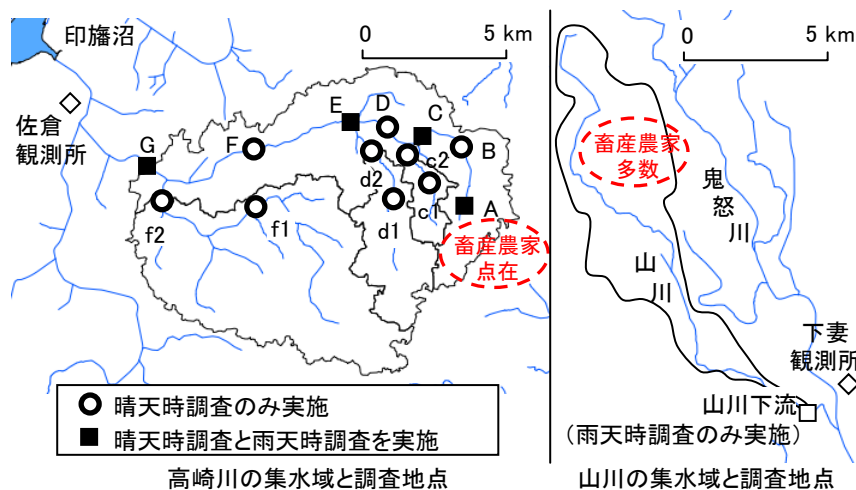 印旛沼
佐倉
観測所
0 5 km
G
F
E
D
C
B
A
d2
c2
c1
d1
f2
f1
畜産農家
点在
晴天時調査のみ実施
晴天時調査と雨天時調査を実施
高崎川の集水域と調査地点
0 5 km
畜産農家
多数
鬼怒川
山川
下妻
観測所
山川下流
(雨天時調査のみ実施)
山川の集水域と調査地点